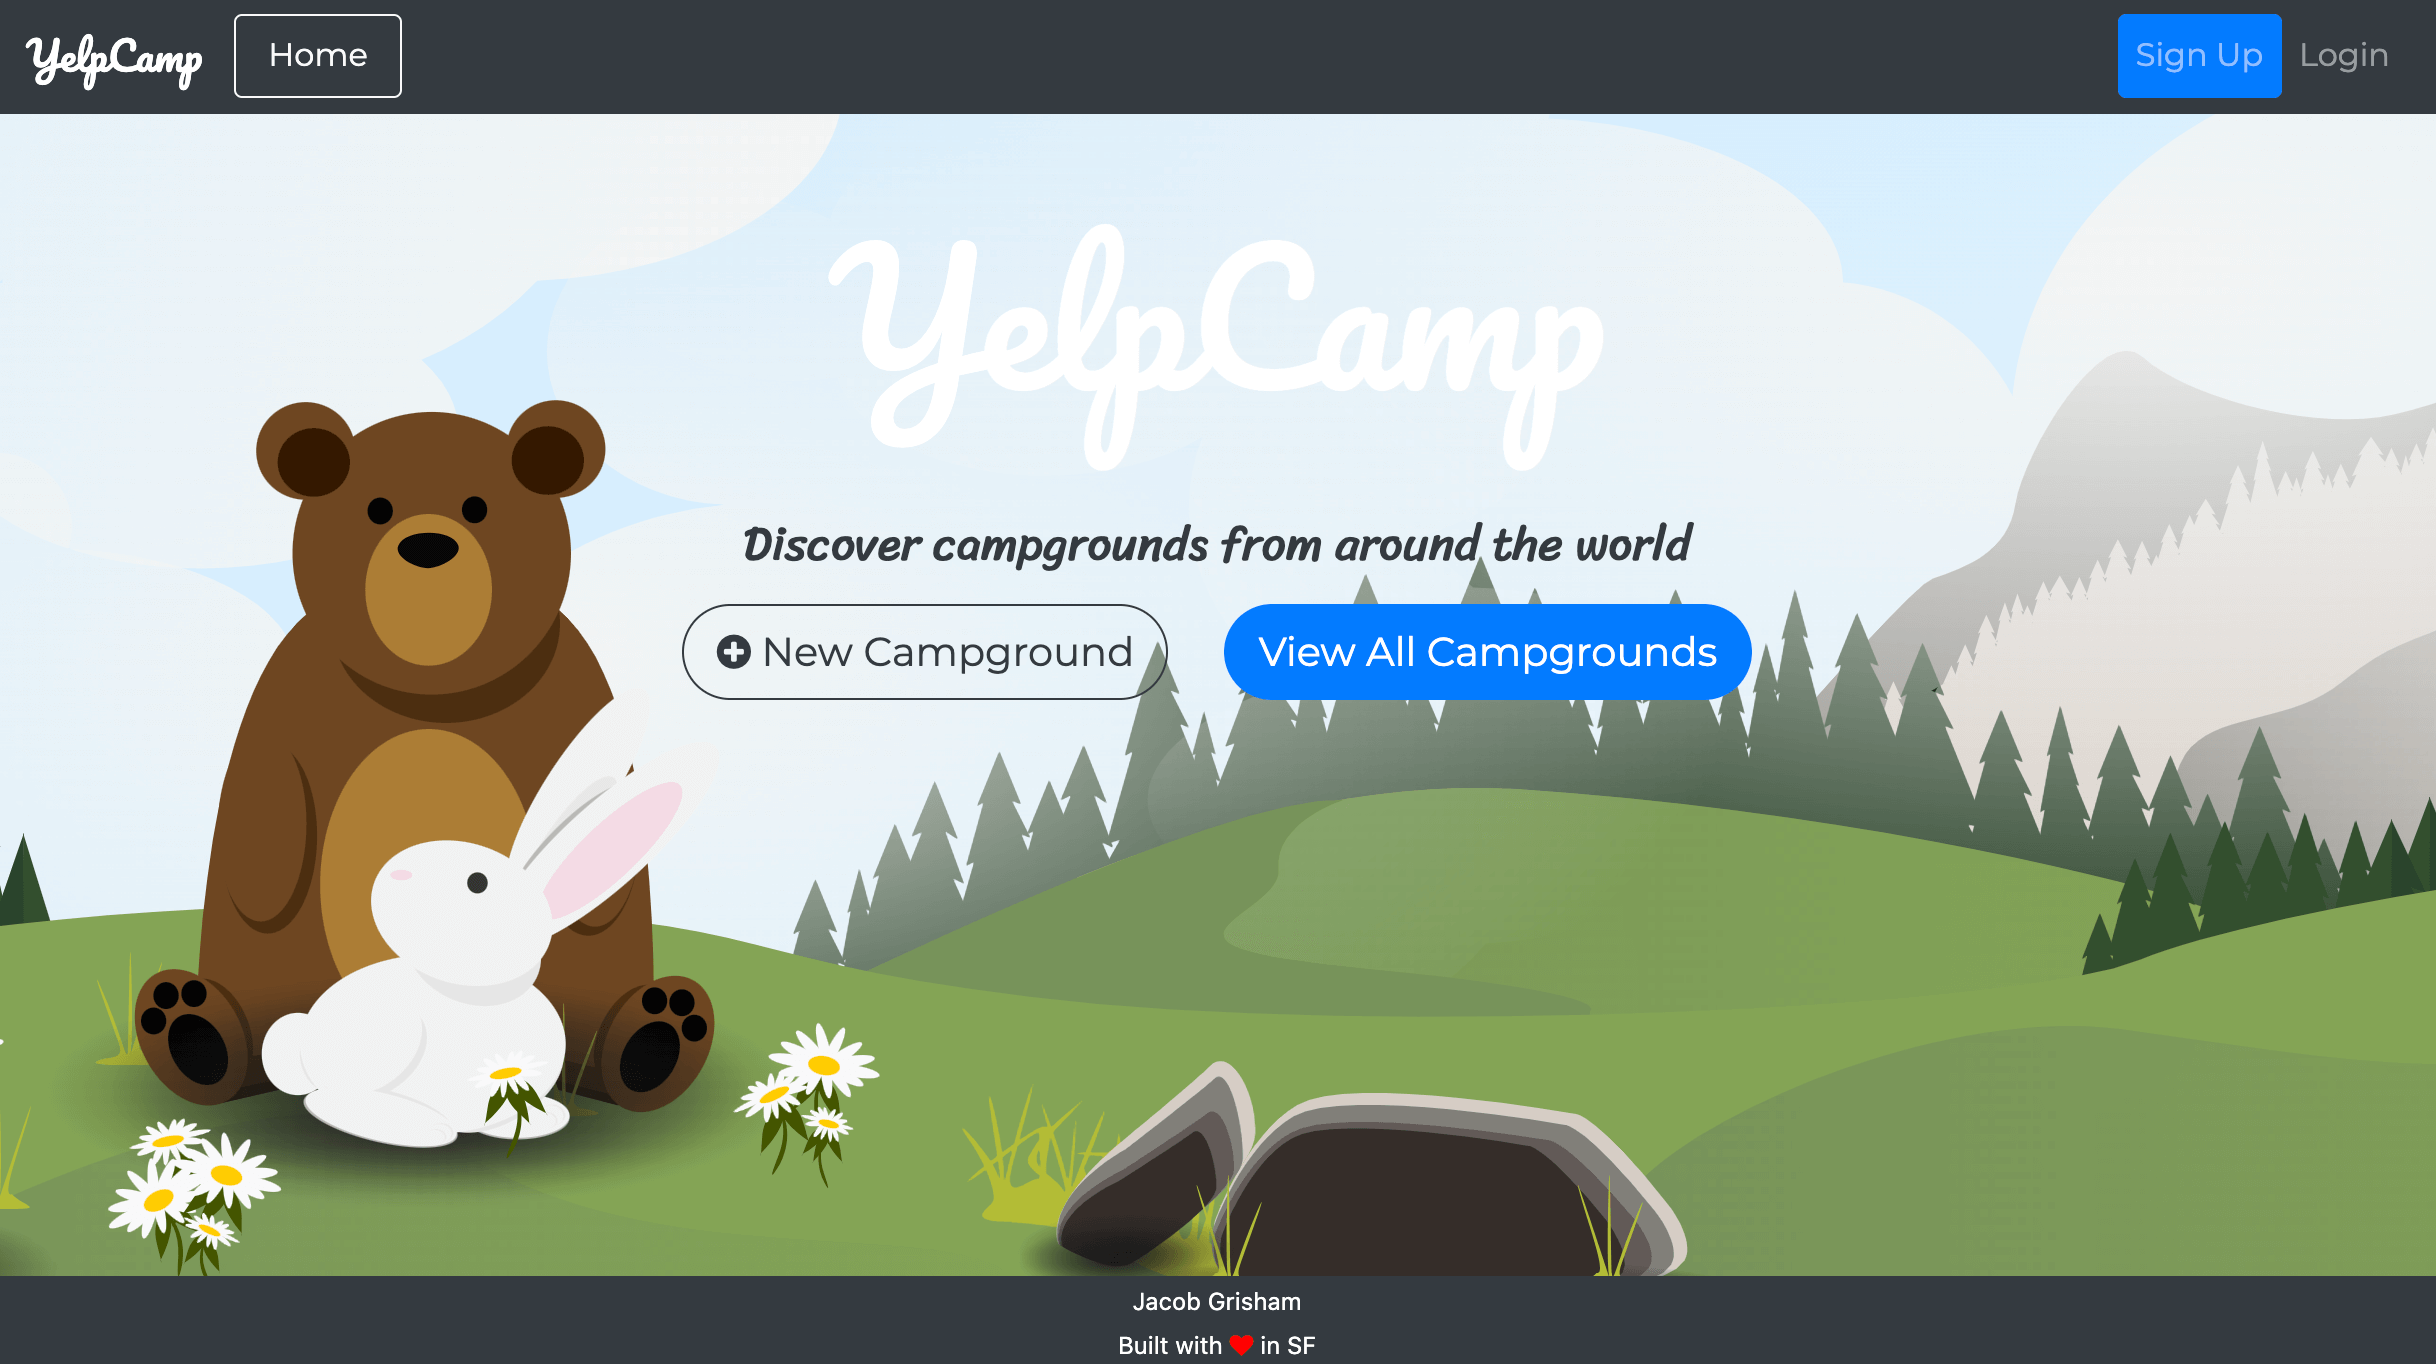 YelpCamp
Home
Sign Up
Login
YelpCamp
Discover campgrounds from around the world
New Campground
View All Campgrounds
Jacob Grisham
Built with ❤ in SF